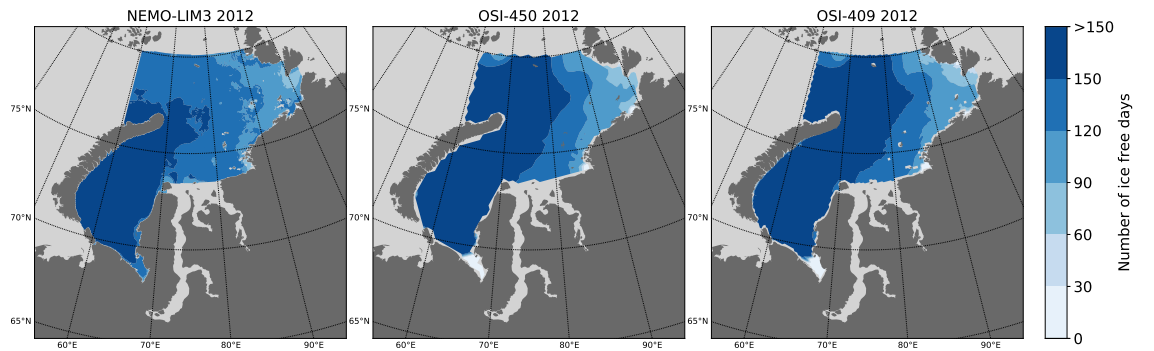 NEMO-LIM3 2012
OSI-450 2012
OSI-409 2012
75°N
70°N
65°N
60°E 70°E 80°E 90°E
75°N
70°N
65°N
60°E 70°E 80°E 90°E
75°N
70°N
65°N
60°E 70°E 80°E 90°E
>150
150
120
90
60
30
0
Number of ice free days